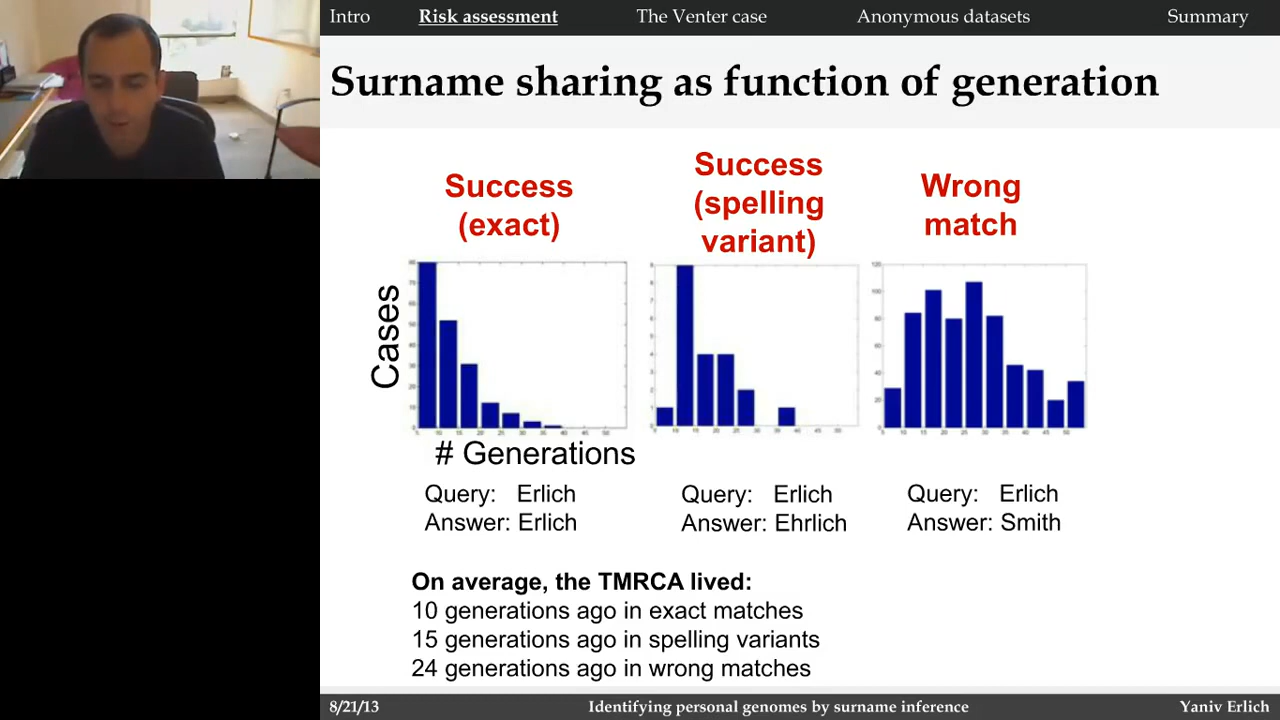 Intro Risk assessment The Venter case Anonymous datasets Summary
Surname sharing as function of generation
Success
(exact)
Success
(spelling
variant)
Wrong
match
Cases
# Generations
Query: Erlich
Answer: Erlich
Query: Erlich
Answer: Ehrlich
Query: Erlich
Answer: Smith
On average, the TMRCA lived:
10 generations ago in exact matches
15 generations ago in spelling variants
24 generations ago in wrong matches
8/21/13 Identifying personal genomes by surname inference Yaniv Erlich